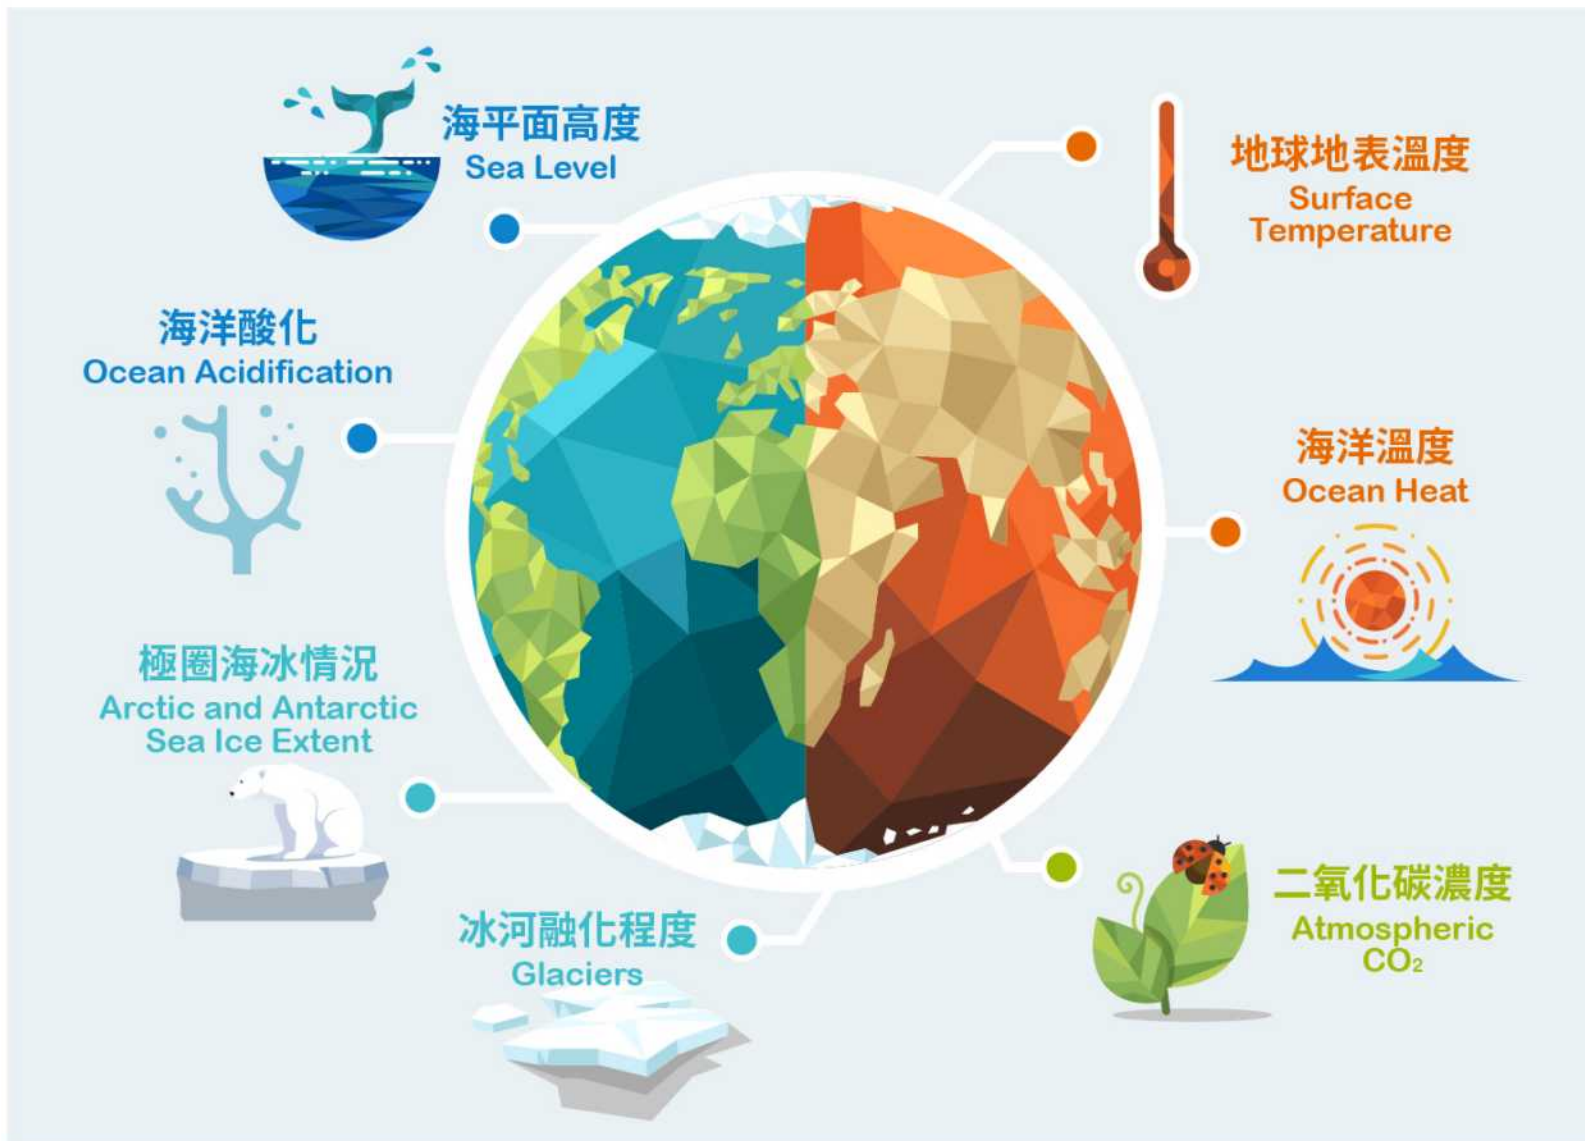 海平面高度
Sea Level
地球地表溫度
Surface
Temperature
海洋酸化
Ocean Acidification
海洋溫度
Ocean Heat
極圈海冰情況
Arctic and Antarctic
Sea Ice Extent
二氧化碳濃度
Atmospheric
CO₂
冰河融化程度
Glaciers